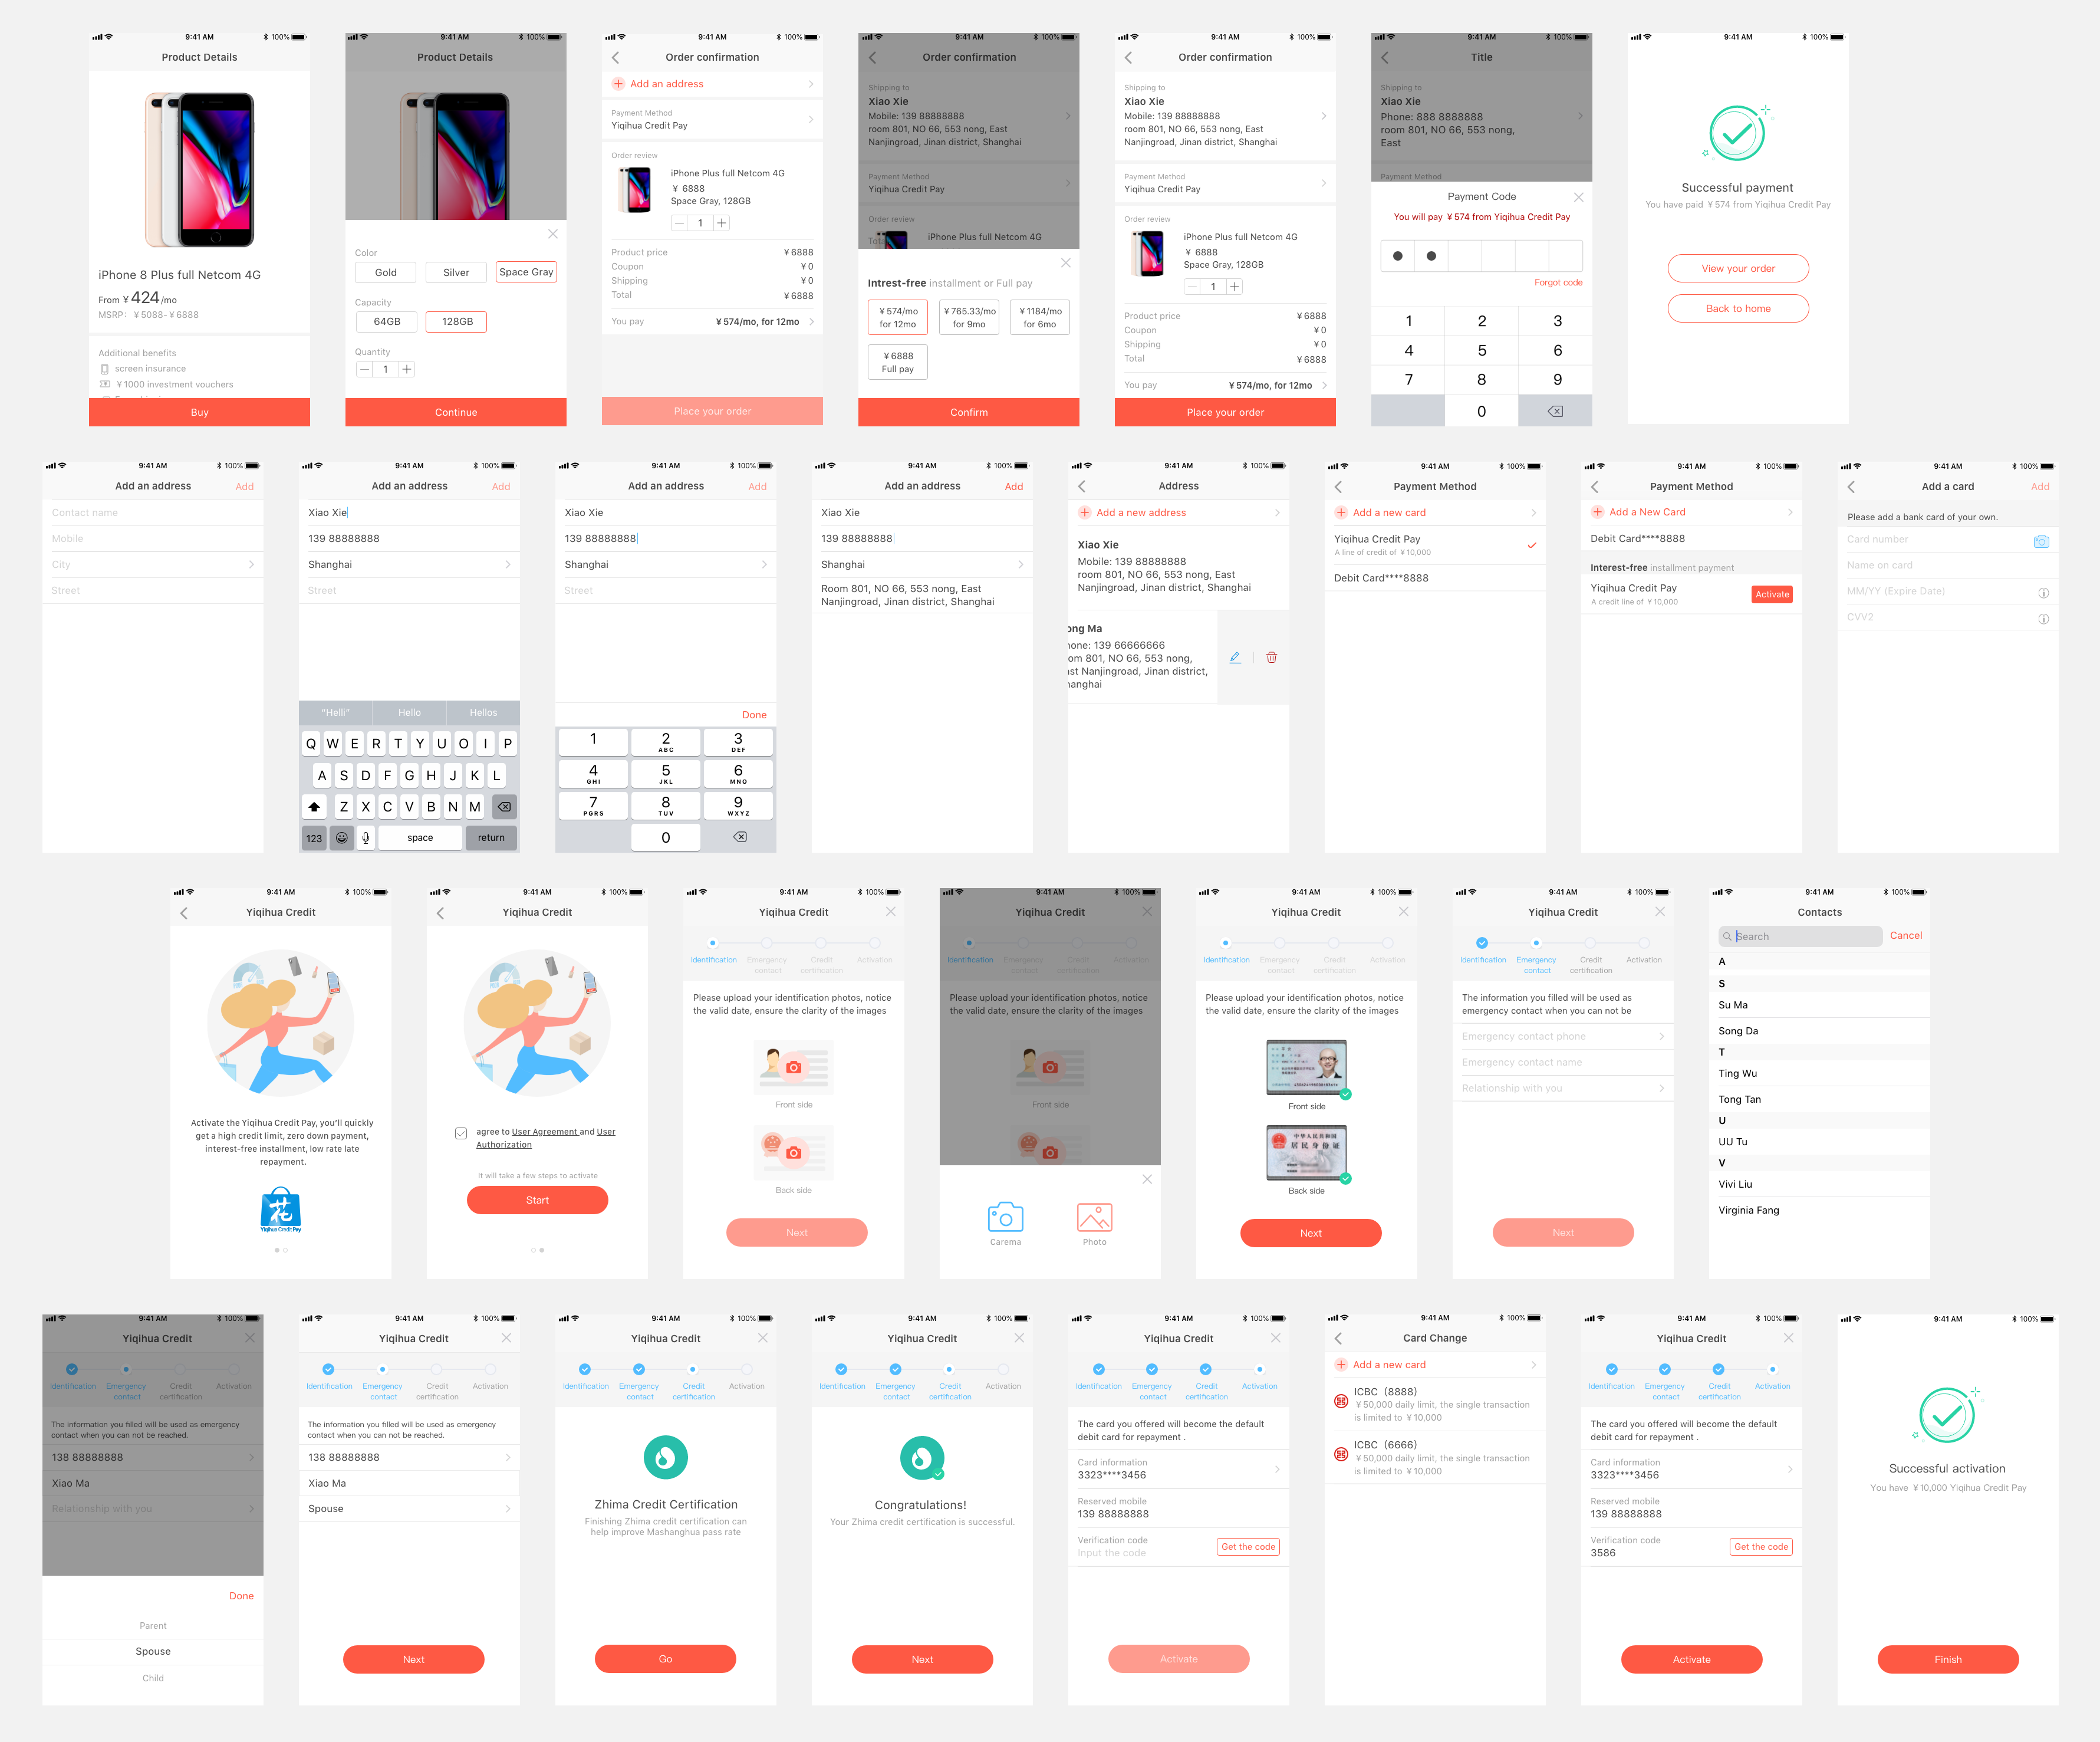 9:41 AM
100%
Product Details
iPhone 8 Plus full Netcom 4G
From ¥ 424 /mo
MSRP: ¥ 5088- ¥ 6888
Additional benefits
screen insurance
¥ 1000 investment vouchers
Buy
9:41 AM
100%
Product Details
Color
Gold
Silver
Space Gray
Capacity
64GB
128GB
Quantity
1
Continue
9:41 AM
100%
Order confirmation
Add an address
Payment Method
Yiqihua Credit Pay
Order review
iPhone Plus full Netcom 4G
¥ 6888
Space Gray, 128GB
1
Product price ¥ 6888
Coupon ¥ 0
Shipping ¥ 0
Total ¥ 6888
You pay ¥ 574/mo, for 12mo
Place your order
9:41 AM
100%
Order confirmation
Shipping to
Xiao Xie
Mobile: 139 88888888
room 801, NO 66, 553 nong, East
Nanjingroad, Jinan district, Shanghai
Payment Method
Yiqihua Credit Pay
Order review
iPhone Plus full Netcom 4G
Total
Intrest-free installment or Full pay
¥ 574/mo
for 12mo
¥ 765.33/mo
for 9mo
¥ 1184/mo
for 6mo
¥ 6888
Full pay
Confirm
9:41 AM
100%
Order confirmation
Shipping to
Xiao Xie
Mobile: 139 88888888
room 801, NO 66, 553 nong, East
Nanjingroad, Jinan district, Shanghai
Payment Method
Yiqihua Credit Pay
Order review
iPhone Plus full Netcom 4G
¥ 6888
Space Gray, 128GB
1
Product price ¥ 6888
Coupon ¥ 0
Shipping ¥ 0
Total ¥ 6888
You pay ¥ 574/mo, for 12mo
Place your order
9:41 AM
100%
Title
Shipping to
Xiao Xie
Phone: 888 8888888
room 801, NO 66, 553 nong,
East
Payment Method
Payment Code
You will pay ¥ 574 from Yiqihua Credit Pay
Forgot code
1 2 3
4 5 6
7 8 9
0
9:41 AM
100%
Successful payment
You have paid ¥ 574 from Yiqihua Credit Pay
View your order
Back to home
9:41 AM
100%
Add an address
Add
Contact name
Mobile
City
Street
9:41 AM
100%
Add an address
Add
Xiao Xie
139 88888888
Shanghai
Street
"Helli" Hello Hellos
Q W E R T Y U O I P
A S D F G H J K L
Z X C V B N M
123 space return
9:41 AM
100%
Add an address
Add
Xiao Xie
139 88888888
Shanghai
Street
Done
1 2 3
ABC DEF
4 5 6
GHI JKL MNO
7 8 9
PGRS TUV WXYZ
0
9:41 AM
100%
Add an address
Add
Xiao Xie
139 88888888
Shanghai
Room 801, NO 66, 553 nong, East
Nanjingroad, Jinan district, Shanghai
9:41 AM
100%
Address
Add a new address
Xiao Xie
Mobile: 139 88888888
room 801, NO 66, 553 nong, East
Nanjingroad, Jinan district, Shanghai
ong Ma
hone: 139 66666666
om 801, NO 66, 553 nong,
st Nanjingroad, Jinan district,
hanghai
9:41 AM
100%
Payment Method
Add a new card
Yiqihua Credit Pay
A line of credit of ¥ 10,000
Debit Card****8888
9:41 AM
100%
Payment Method
Add a New Card
Debit Card****8888
Interest-free installment payment
Yiqihua Credit Pay
A credit line of ¥ 10,000
Activate
9:41 AM
100%
Add a card
Add
Please add a bank card of your own.
Card number
Name on card
MM/YY (Expire Date)
CVV2
9:41 AM
100%
Yiqihua Credit
Activate the Yiqihua Credit Pay, you'll quickly
get a high credit limit, zero down payment,
interest-free installment, low rate late
repayment.
花
Yiqihua Credit Pay
9:41 AM
100%
Yiqihua Credit
agree to User Agreement and User
Authorization
It will take a few steps to activate
Start
9:41 AM
100%
Yiqihua Credit
Identification Emergency Credit Activation
contact certification
Please upload your identification photos, notice
the valid date, ensure the clarity of the images
Front side
Back side
Next
9:41 AM
100%
Yiqihua Credit
Identification Emergency Credit Activation
contact certification
Please upload your identification photos, notice
the valid date, ensure the clarity of the images
Front side
Back side
Carema
Photo
9:41 AM
100%
Yiqihua Credit
Identification Emergency Credit Activation
contact certification
Please upload your identification photos, notice
the valid date, ensure the clarity of the images
Front side
中华人民共和国
居民身份证
Back side
Next
9:41 AM
100%
Yiqihua Credit
Identification Emergency Credit Activation
contact certification
The information you filled will be used as
emergency contact when you can not be
Emergency contact phone
Emergency contact name
Relationship with you
Next
9:41 AM
100%
Contacts
Search
Cancel
A
S
Su Ma
Song Da
T
Ting Wu
Tong Tan
U
UU Tu
V
Vivi Liu
Virginia Fang
9:41 AM
100%
Yiqihua Credit
Identification Emergency Credit Activation
contact certification
The information you filled will be used as emergency
contact when you can not be reached.
138 88888888
Xiao Ma
Relationship with you
Done
Parent
Spouse
Child
9:41 AM
100%
Yiqihua Credit
Identification Emergency Credit Activation
contact certification
The information you filled will be used as emergency
contact when you can not be reached.
138 88888888
Xiao Ma
Spouse
Next
9:41 AM
100%
Yiqihua Credit
Identification Emergency Credit Activation
contact certification
Zhima Credit Certification
Finishing Zhima credit certification can
help improve Mashanghua pass rate
Go
9:41 AM
100%
Yiqihua Credit
Identification Emergency Credit Activation
contact certification
Congratulations!
Your Zhima credit certification is successful.
Next
9:41 AM
100%
Yiqihua Credit
Identification Emergency Credit Activation
contact certification
The card you offered will become the default
debit card for repayment .
Card information
3323****3456
Reserved mobile
139 88888888
Verification code
Input the code
Get the code
Activate
9:41 AM
100%
Card Change
Add a new card
ICBC (8888)
¥ 50,000 daily limit, the single transaction
is limited to ¥ 10,000
ICBC (6666)
¥ 50,000 daily limit, the single transaction
is limited to ¥ 10,000
9:41 AM
100%
Yiqihua Credit
Identification Emergency Credit Activation
contact certification
The card you offered will become the default
debit card for repayment .
Card information
3323****3456
Reserved mobile
139 88888888
Verification code
3586
Get the code
Activate
9:41 AM
100%
Successful activation
You have ¥ 10,000 Yiqihua Credit Pay
Finish